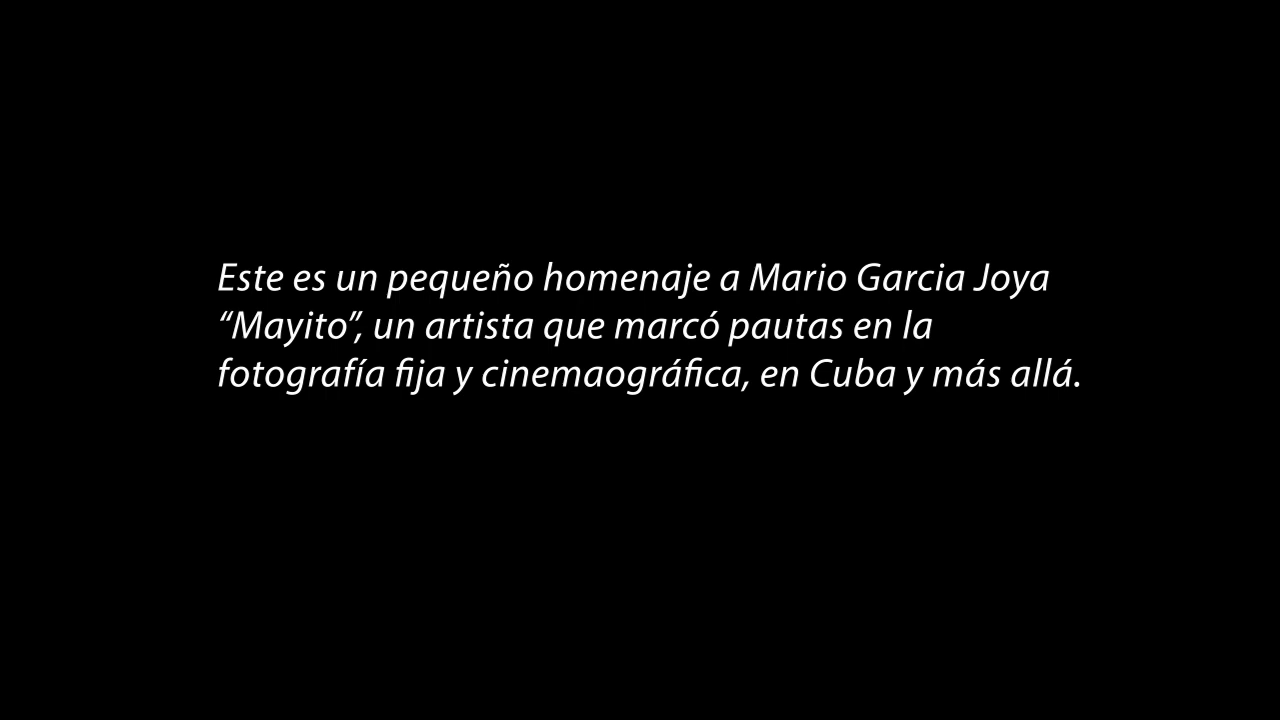 Este es un pequeño homenaje a Mario Garcia Joya
“Mayito”, un artista que marcó pautas en la
fotografía fija y cinemaográfica, en Cuba y más allá.